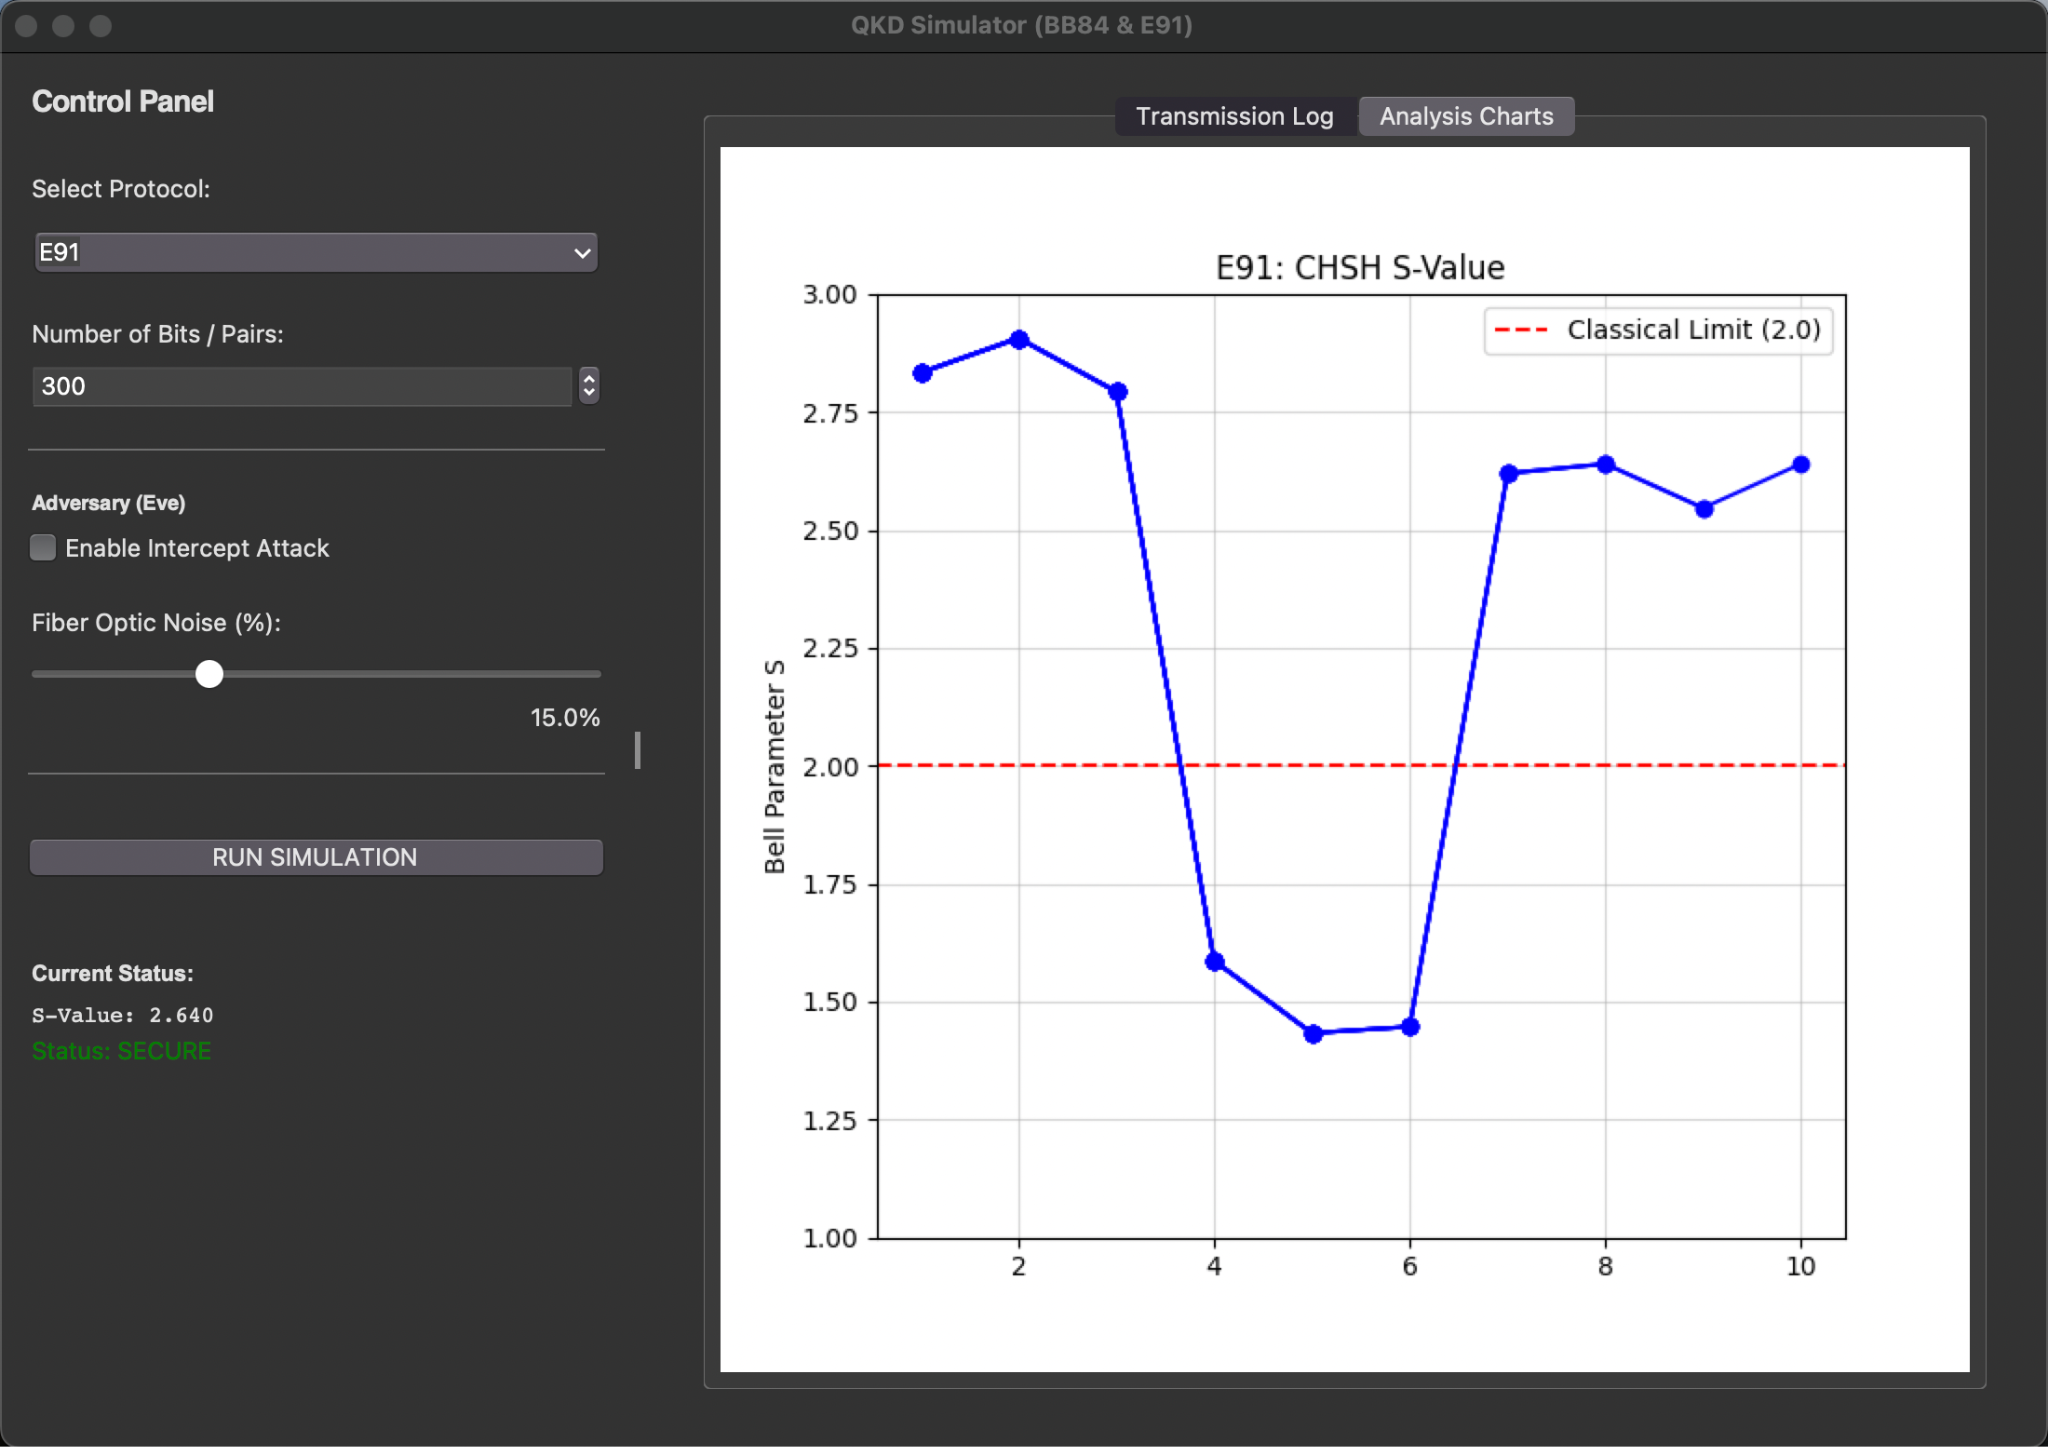 QKD Simulator (BB84 & E91)
Control Panel
Select Protocol:
E91
Number of Bits / Pairs:
300
Adversary (Eve)
Enable Intercept Attack
Fiber Optic Noise (%):
15.0%
RUN SIMULATION
Current Status:
S-Value: 2.640
Status: SECURE
Transmission Log
Analysis Charts
E91: CHSH S-Value
Classical Limit (2.0)
Bell Parameter S
3.00
2.75
2.50
2.25
2.00
1.75
1.50
1.25
1.00
2 4 6 8 10